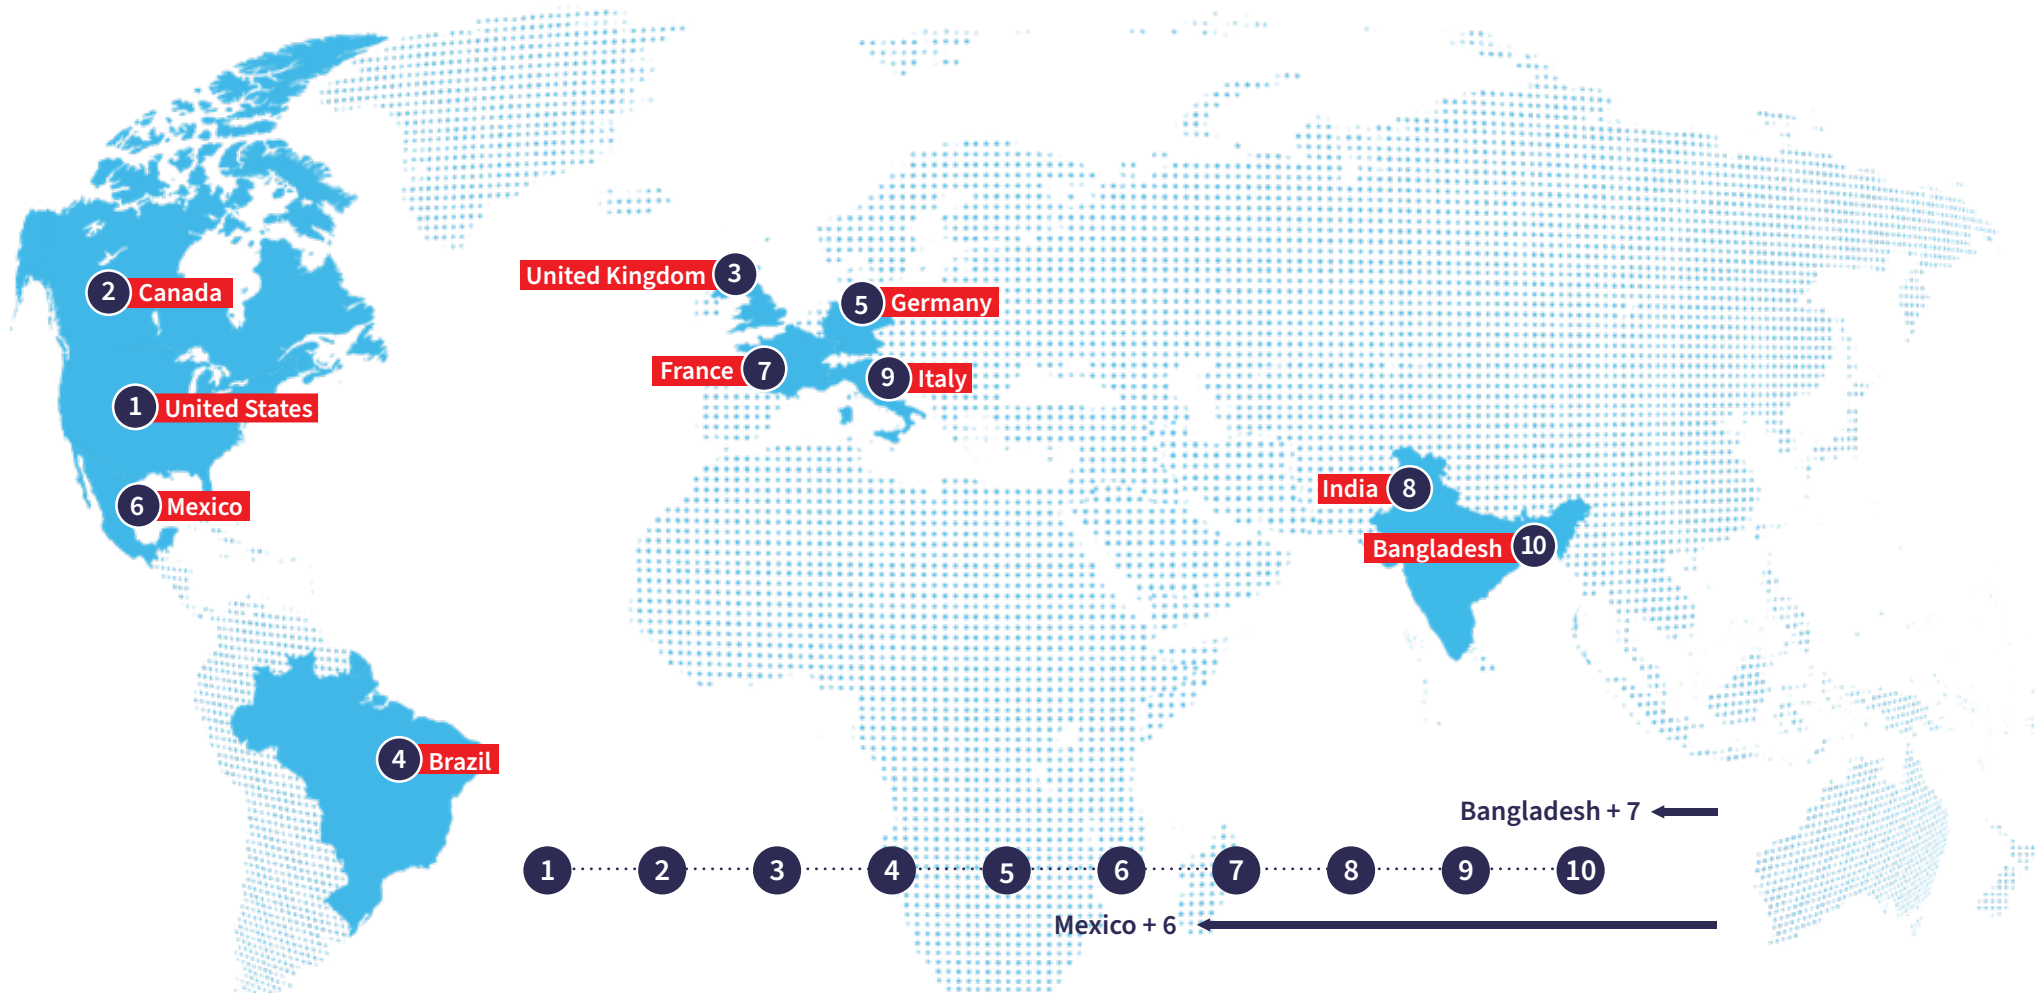 2 Canada
United Kingdom 3
5 Germany
France 7
9 Italy
1 United States
6 Mexico
India 8
Bangladesh 10
4 Brazil
Bangladesh + 7
1 2 3 4 5 6 7 8 9 10
Mexico + 6